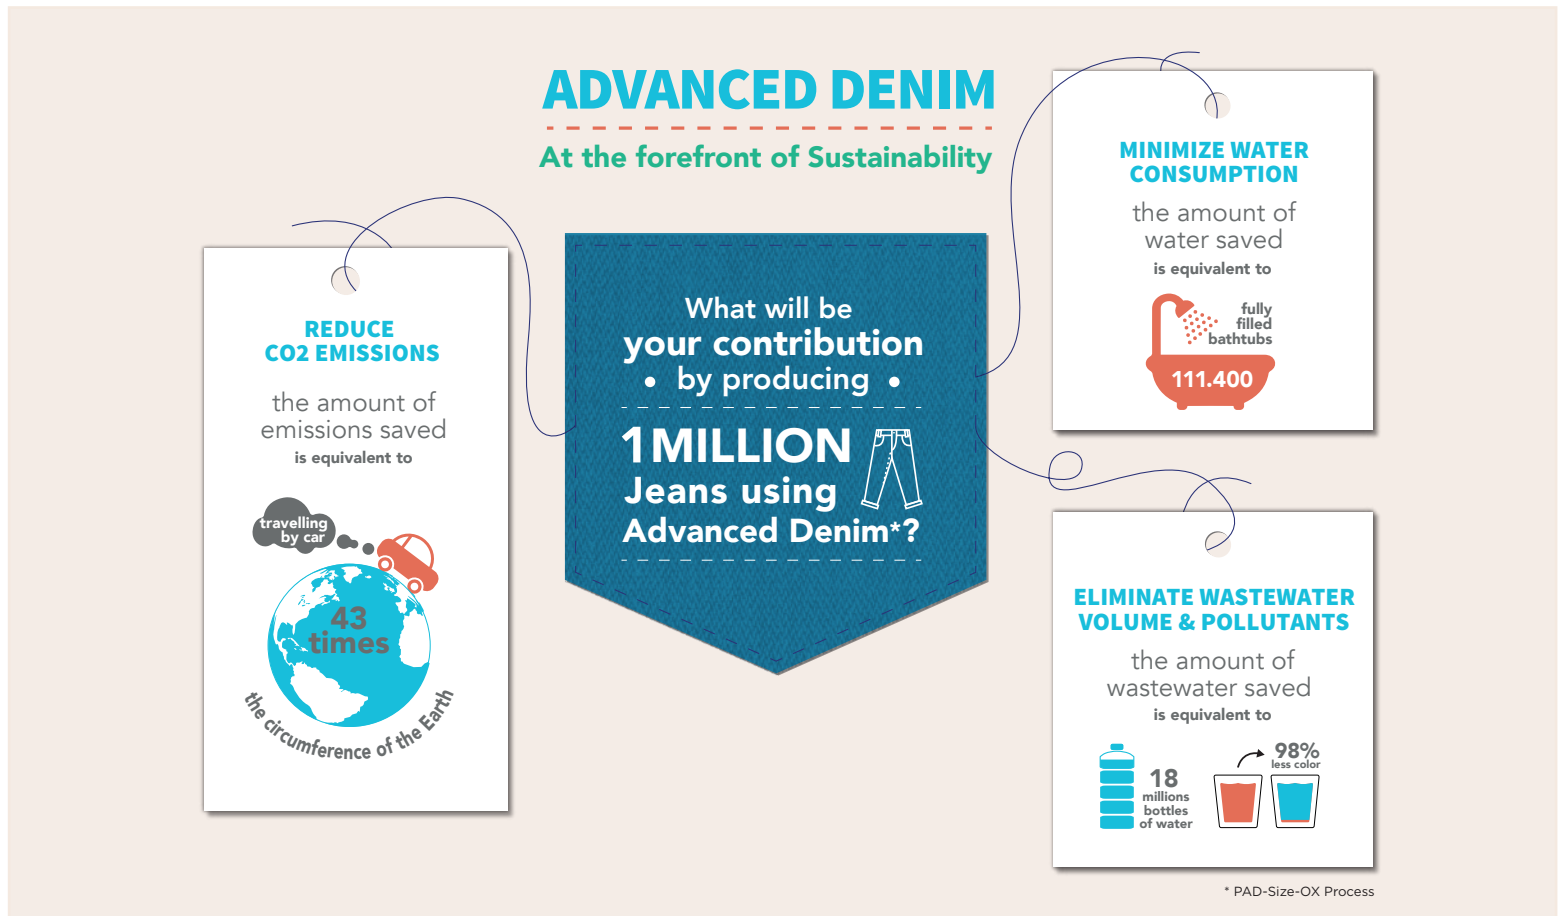 ADVANCED DENIM
At the forefront of Sustainability
REDUCE
CO2 EMISSIONS
the amount of
emissions saved
is equivalent to
travelling
by car
43
times
the circumference of the Earth
What will be
your contribution
• by producing •
1 MILLION
Jeans using
Advanced Denim*?
MINIMIZE WATER
CONSUMPTION
the amount of
water saved
is equivalent to
fully
filled
bathtubs
111.400
ELIMINATE WASTEWATER
VOLUME & POLLUTANTS
the amount of
wastewater saved
is equivalent to
18
millions
bottles
of water
98%
less color
* PAD-Size-OX Process